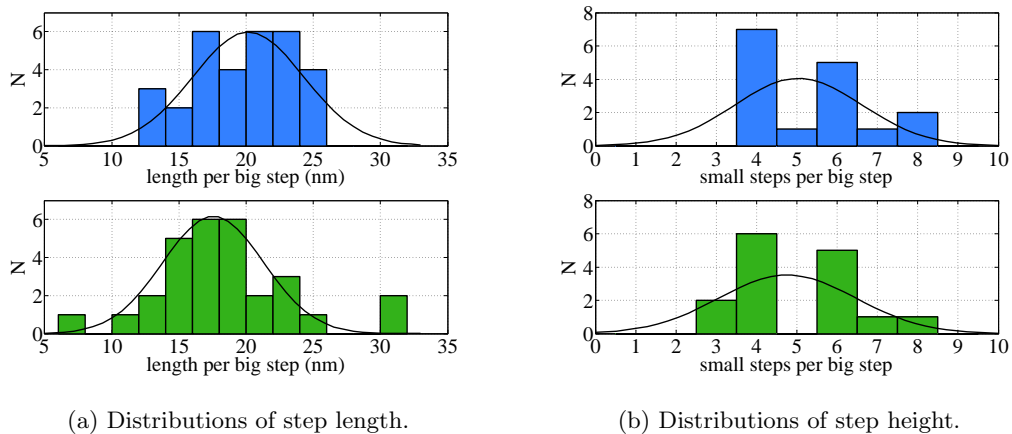 6
4
2
0
N
5 10 15 20 25 30 35
length per big step (nm)
8
6
4
2
0
N
0 1 2 3 4 5 6 7 8 9 10
small steps per big step
6
4
2
0
N
5 10 15 20 25 30 35
length per big step (nm)
8
6
4
2
0
N
0 1 2 3 4 5 6 7 8 9 10
small steps per big step
(a) Distributions of step length.
(b) Distributions of step height.